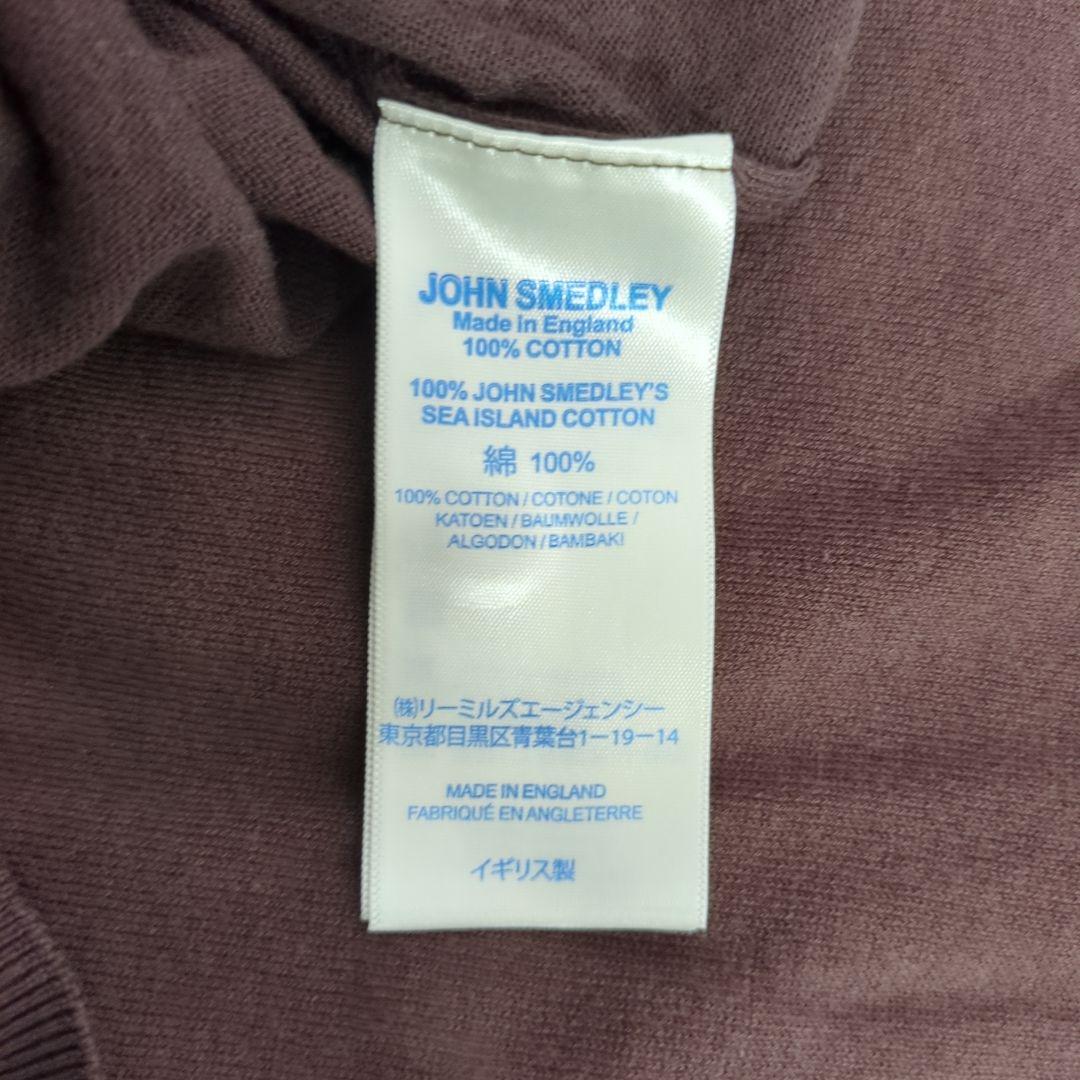 JOHN SMEDLEY
Made in England
100% COTTON
100% JOHN SMEDLEY'S
SEA ISLAND COTTON
綿 100%
100% COTTON / COTONE / COTON
KATOEN / BAUMWOLLE /
ALGODON / BAMBAKI
㈱リーミルズエージェンシー
東京都目黒区青葉台1-19-14
MADE IN ENGLAND
FABRIQUÉ EN ANGLETERRE
イギリス製